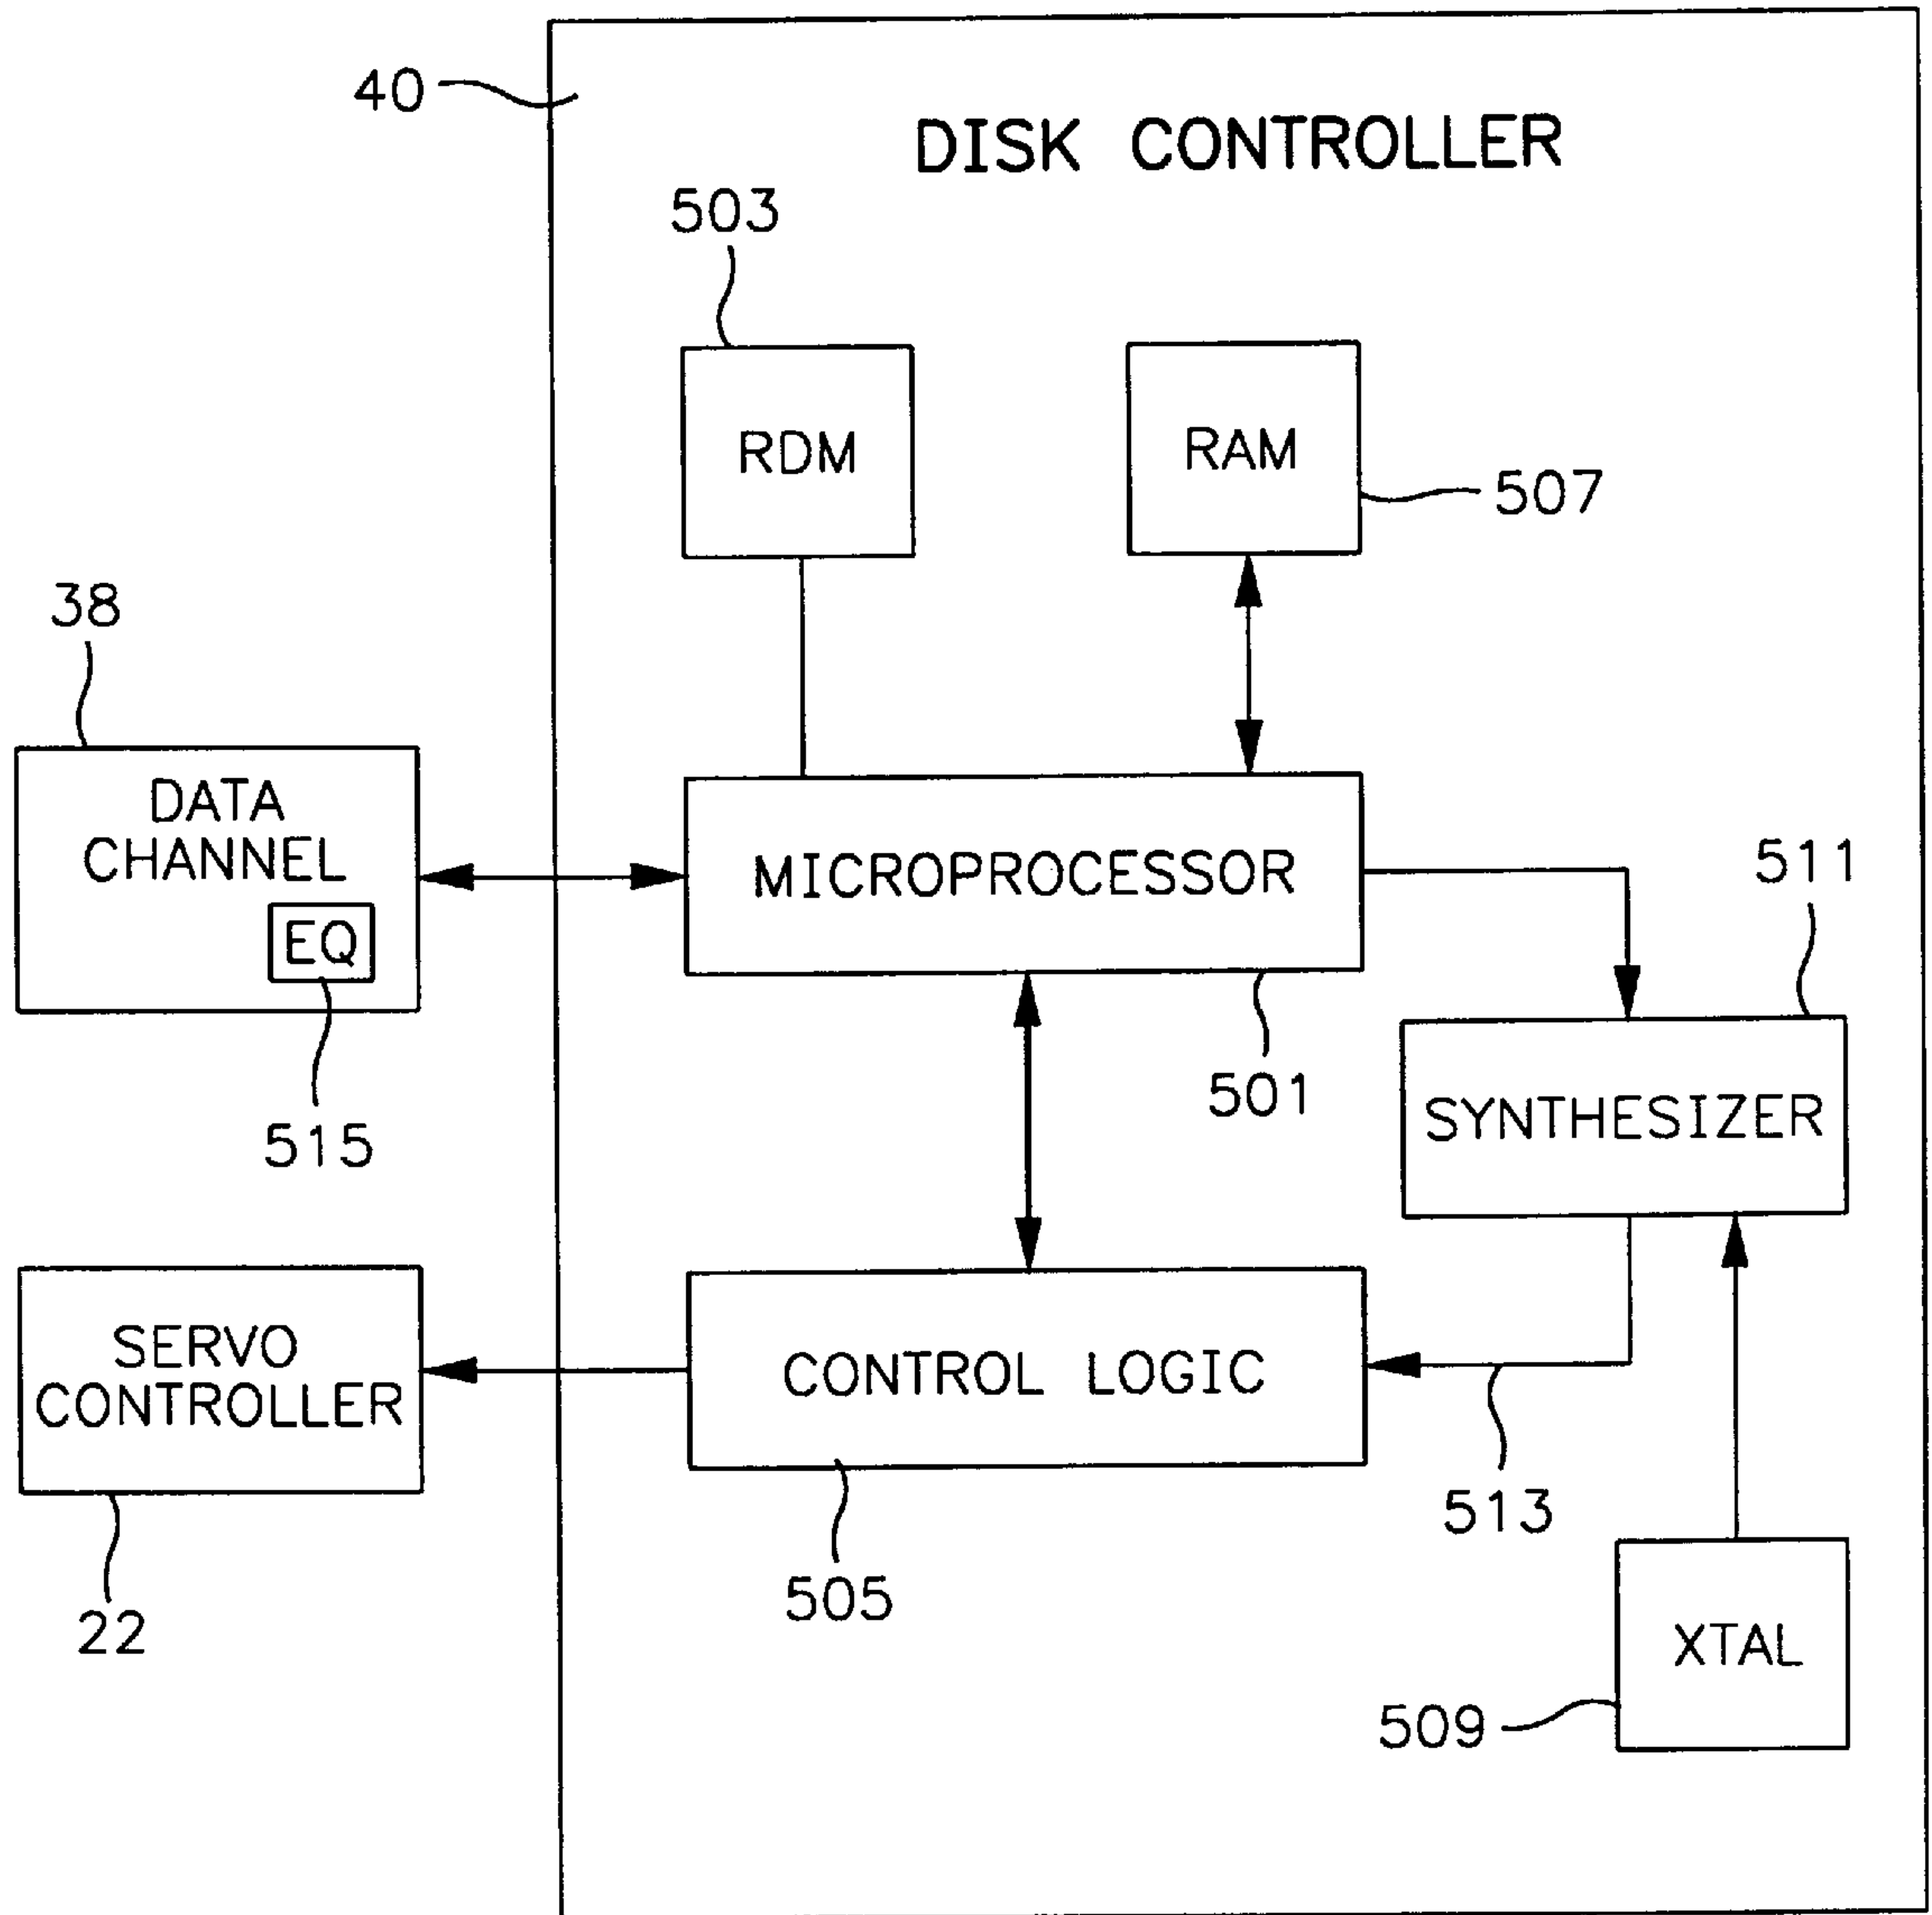 40
DISK CONTROLLER
503
RDM
RAM
507
38
DATA
CHANNEL
EQ
515
MICROPROCESSOR
501
511
SYNTHESIZER
SERVO
CONTROLLER
22
CONTROL LOGIC
505
513
XTAL
509